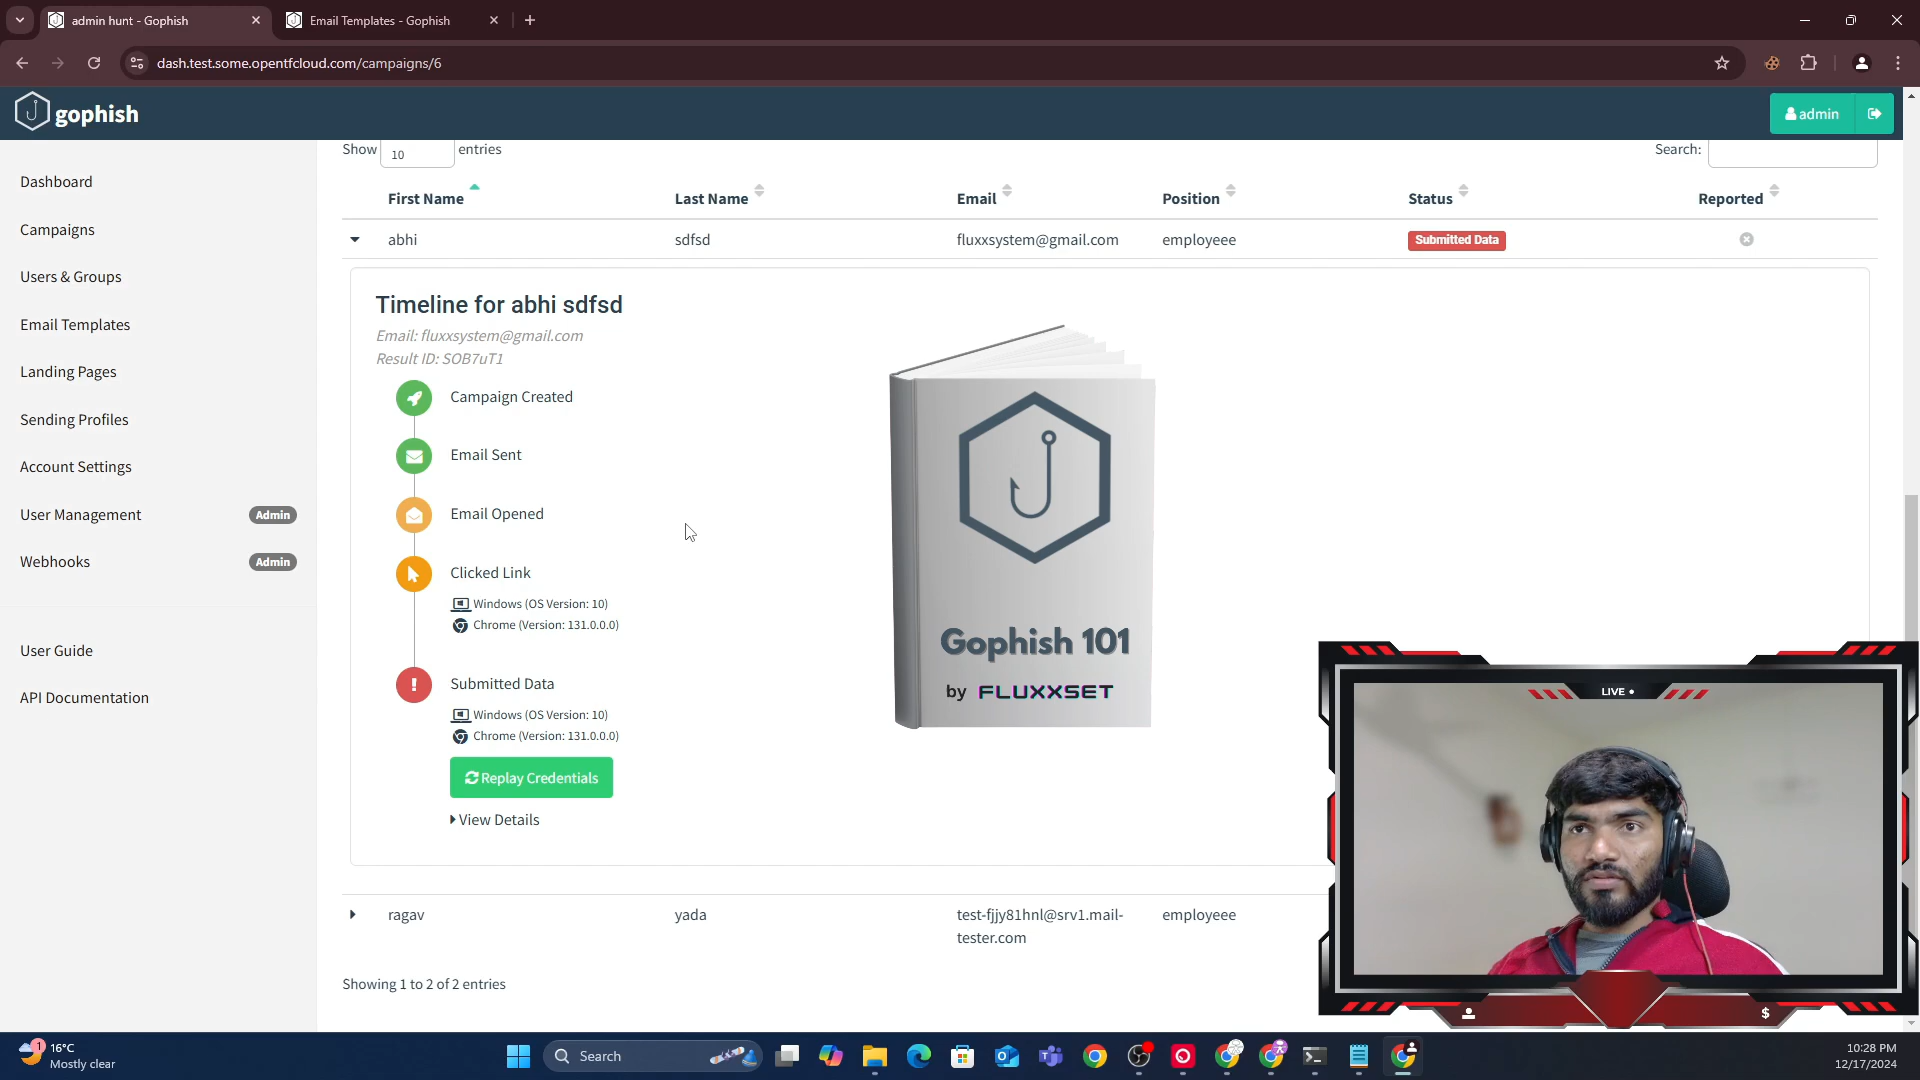 admin hunt - Gophish
Email Templates - Gophish
dash.test.some.opentfcloud.com/campaigns/6
gophish
admin
Show 10 entries
Search:
First Name Last Name Email Position Status Reported
abhi sdfsd fluxxsystem@gmail.com employeee Submitted Data
Dashboard
Campaigns
Users & Groups
Email Templates
Landing Pages
Sending Profiles
Account Settings
User Management Admin
Webhooks Admin
User Guide
API Documentation
Timeline for abhi sdfsd
Email: fluxxsystem@gmail.com
Result ID: SOB7uT1
Campaign Created
Email Sent
Email Opened
Clicked Link
Windows (OS Version: 10)
Chrome (Version: 131.0.0.0)
Submitted Data
Windows (OS Version: 10)
Chrome (Version: 131.0.0.0)
Replay Credentials
View Details
Gophish 101
by FLUXXSET
LIVE
ragav yada test-fjjy81hnl@srv1.mail-
tester.com employeee
Showing 1 to 2 of 2 entries
$
1
16°C
Mostly clear
Search
10:28 PM
12/17/2024